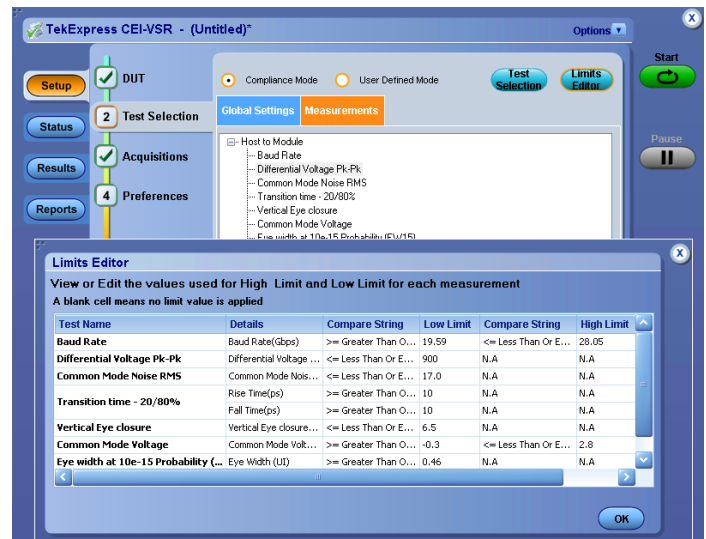 TekExpress CEI-VSR - (Untitled)*
Options
Start
Setup
DUT
Compliance Mode
User Defined Mode
Test Selection
Limits Editor
2 Test Selection
Global Settings
Measurements
Status
Host to Module
Acquisitions
Baud Rate
Pause
Results
Differential Voltage Pk-Pk
Common Mode Noise RMS
4 Preferences
Transition time - 20/80%
Reports
Vertical Eye closure
Common Mode Voltage
Eye width at 10e-15 Probability (EW15)
Limits Editor
View or Edit the values used for High Limit and Low Limit for each measurement
A blank cell means no limit value is applied
Test Name Details Compare String Low Limit Compare String High Limit
Baud Rate Baud Rate(Gbps) >= Greater Than O... 19.59 <= Less Than Or E... 28.05
Differential Voltage Pk-Pk Differential Voltage ... <= Less Than Or E... 900 N.A N.A
Common Mode Noise RMS Common Mode Nois... <= Less Than Or E... 17.0 N.A N.A
Transition time - 20/80% Rise Time(ps) >= Greater Than O... 10 N.A N.A
Fall Time(ps) >= Greater Than O... 10 N.A N.A
Vertical Eye closure Vertical Eye closure... <= Less Than Or E... 6.5 N.A N.A
Common Mode Voltage Common Mode Volt... >= Greater Than O... -0.3 <= Less Than Or E... 2.8
Eye width at 10e-15 Probability (... Eye Width (UI) >= Greater Than O... 0.46 N.A N.A
OK